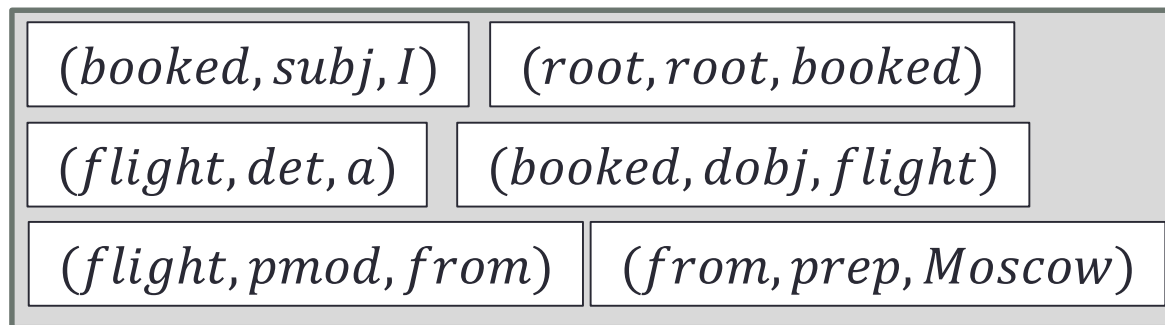 (booked, subj, I) (root, root, booked)
(flight, det, a) (booked, dobj, flight)
(flight, pmod, from) (from, prep, Moscow)